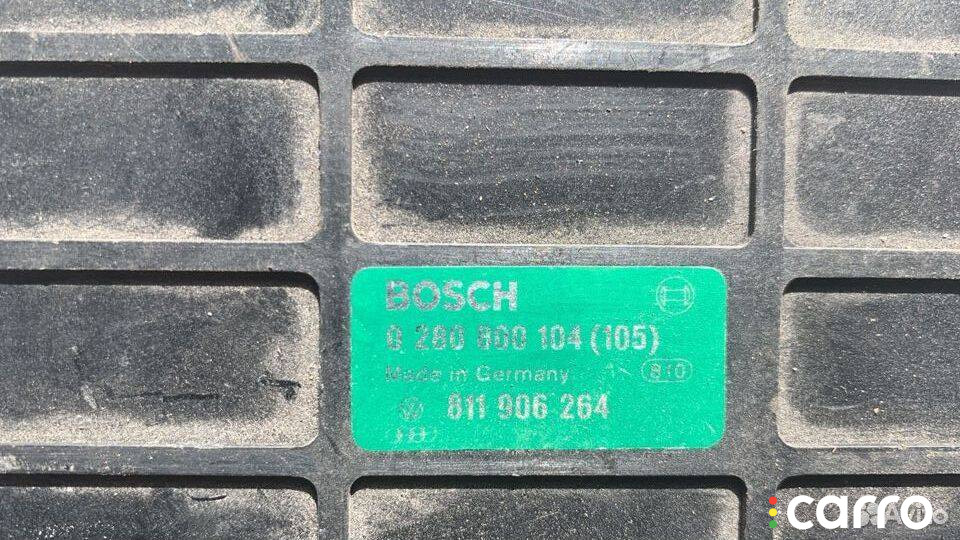 BOSCH
0 280 800 104 (105)
Made in Germany
811 906 264
carro